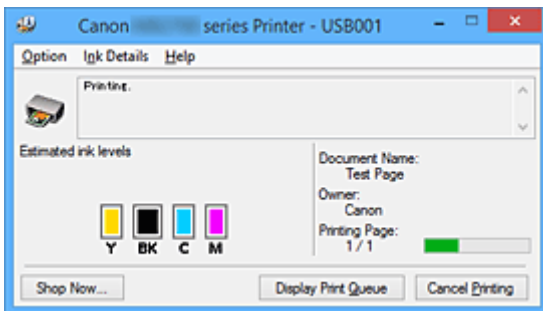 Canon series Printer - USB001
Option Ink Details Help
Printing.
Estimated ink levels
Document Name:
Test Page
Owner:
Canon
Printing Page:
1 / 1
Y BK C M
Shop Now... Display Print Queue Cancel Printing